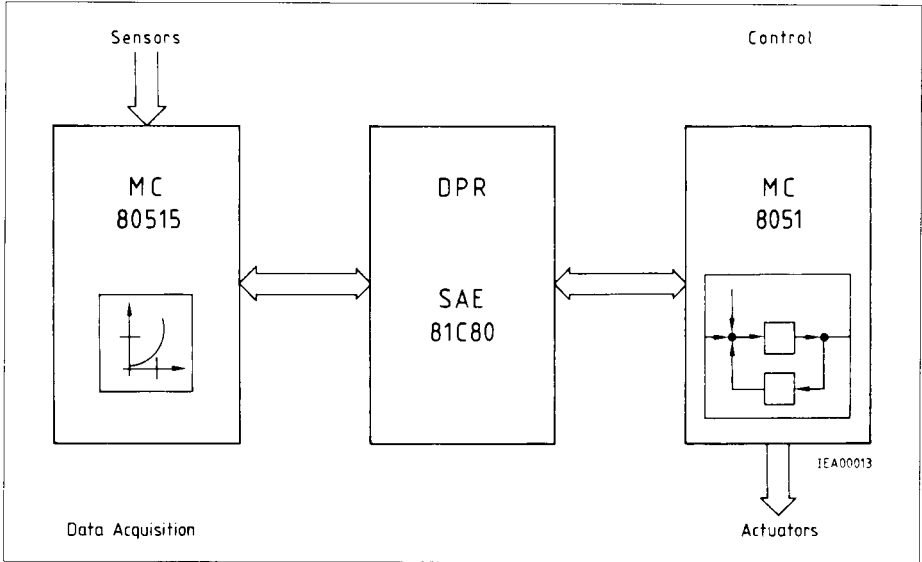 Sensors
Control
MC
80515
DPR
SAE
81C80
MC
8051
IEA00013
Data Acquisition
Actuators